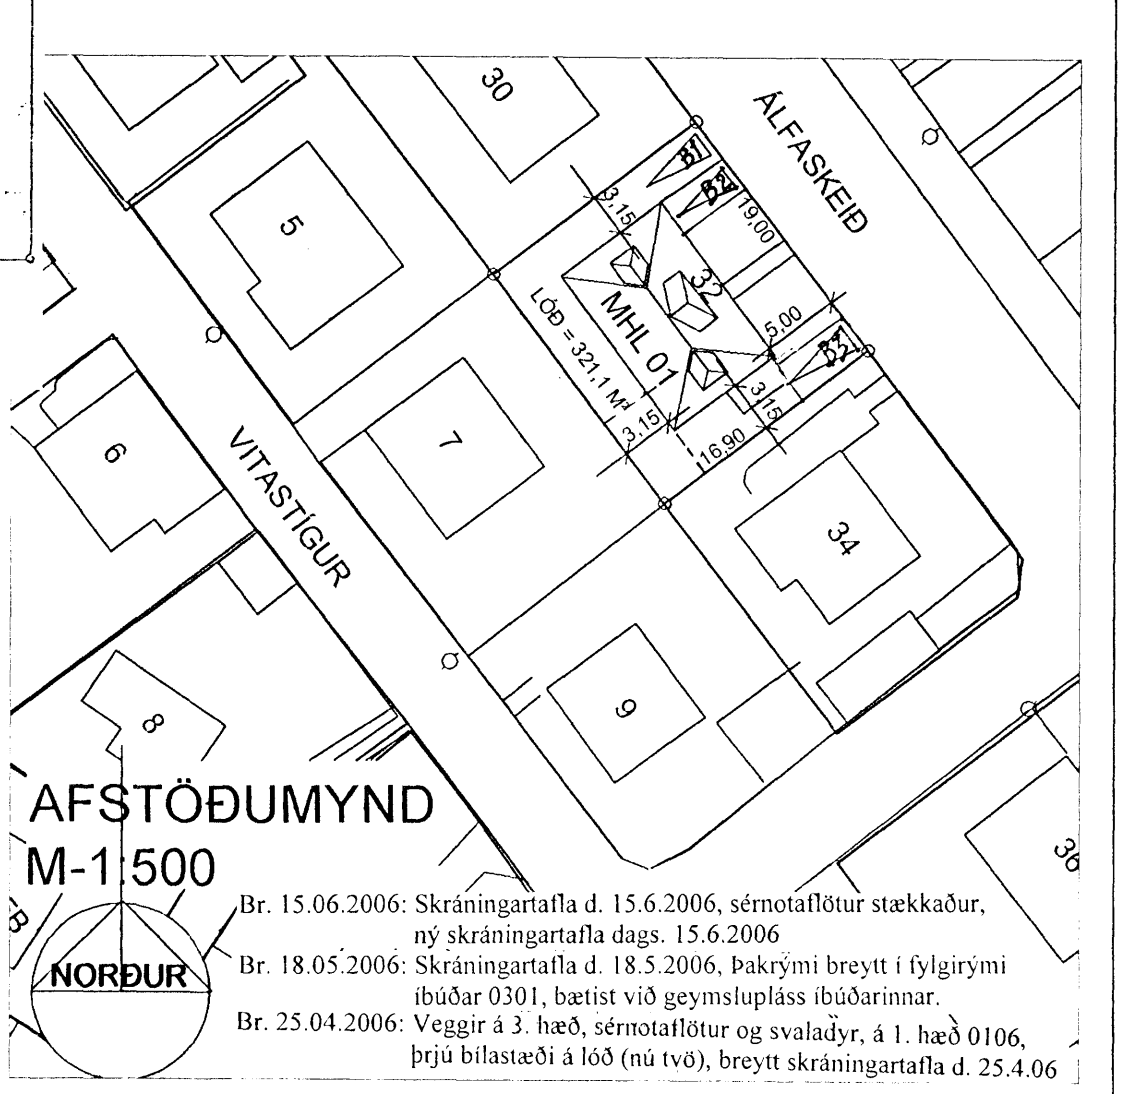 30
ÁLFASKEIÐ
B1
B2
3,15
19,00
5
32
MHL 01
LÓÐ = 321,1 M²
5,00
B3
3,15
3,15
16,90
6
7
VITASTÍGUR
34
9
8
36
AFSTÖÐUMYND
M-1:500
NORÐUR
Br. 15.06.2006: Skráningartafla d. 15.6.2006, sérnotaflötur stækkaður,
ný skráningartafla dags. 15.6.2006
Br. 18.05.2006: Skráningartafla d. 18.5.2006, Þakrými breytt í fylgirými
íbúðar 0301, bætist við geymslupláss íbúðarinnar.
Br. 25.04.2006: Veggir á 3. hæð, sérnotaflötur og svaladyr, á 1. hæð 0106,
þrjú bílastæði á lóð (nú tvö), breytt skráningartafla d. 25.4.06